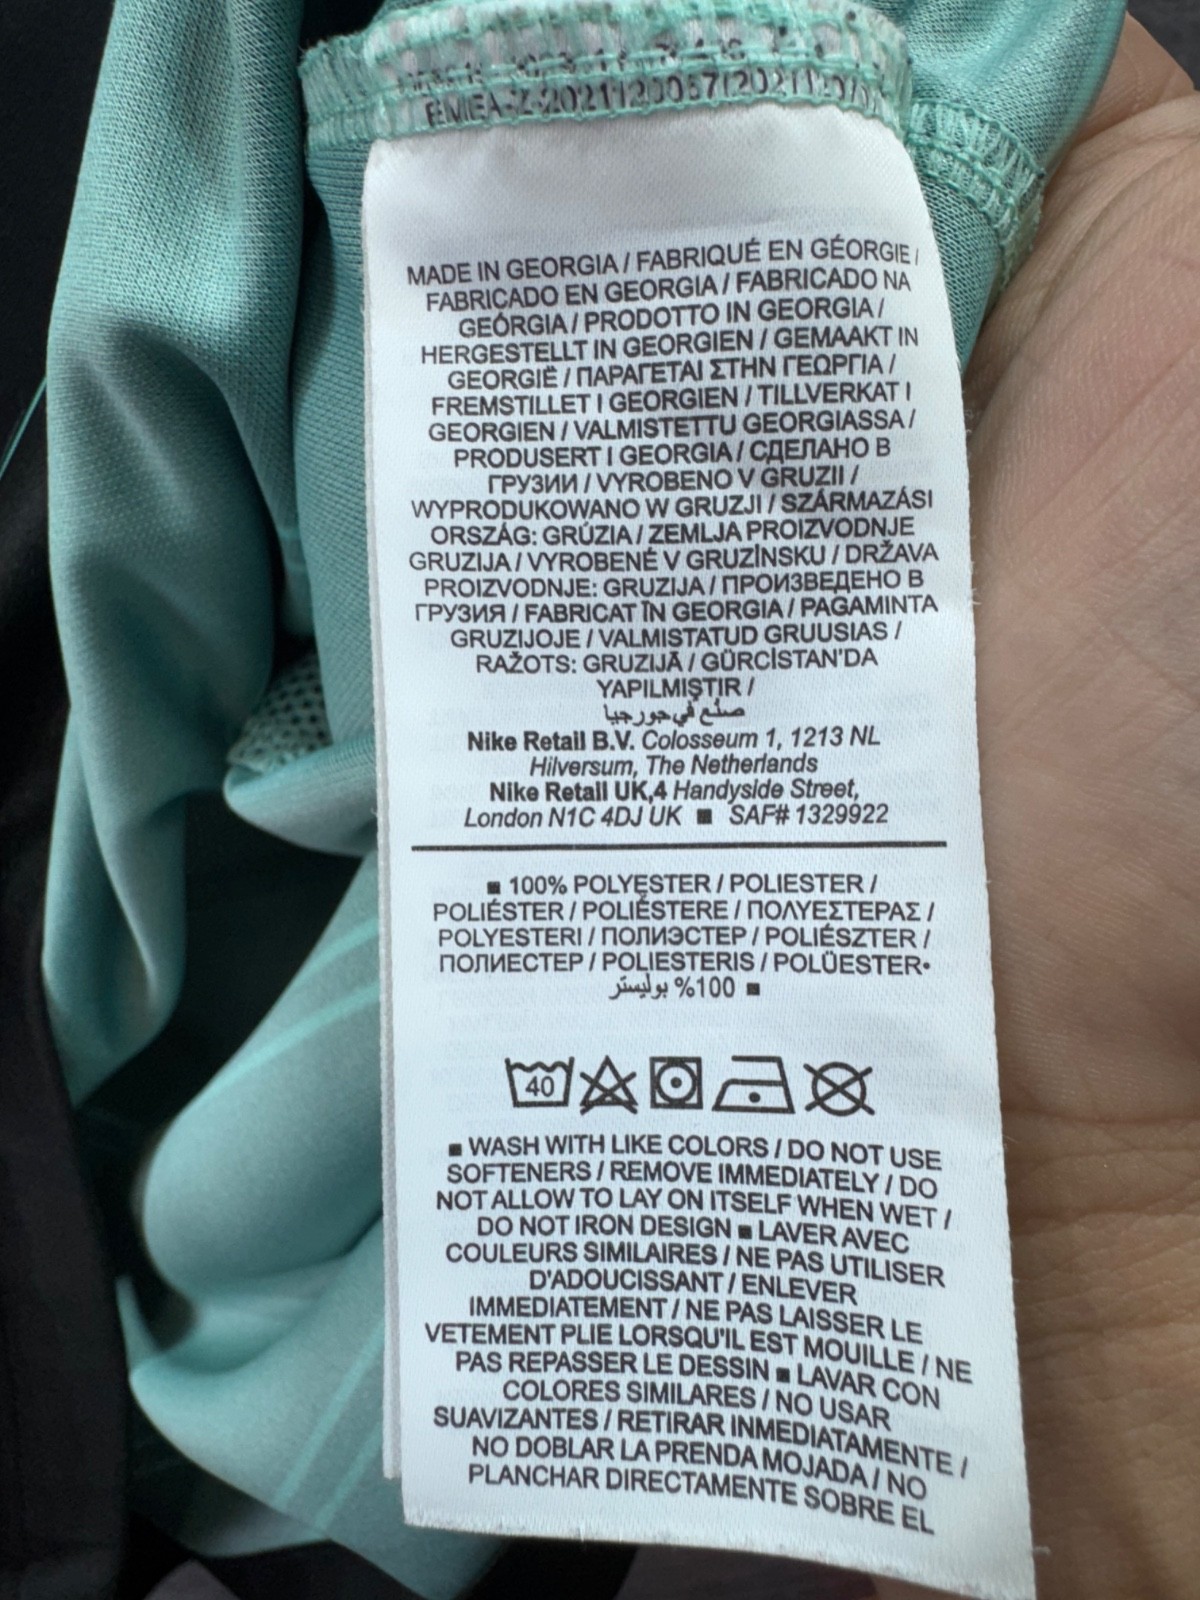 MADE IN GEORGIA / FABRIQUÉ EN GÉORGIE /
FABRICADO EN GEORGIA / FABRICADO NA
GEÓRGIA / PRODOTTO IN GEORGIA /
HERGESTELLT IN GEORGIEN / GEMAAKT IN
GEORGIË / ΠΑΡΑΓΕΤΑΙ ΣΤΗΝ ΓΕΩΡΓΙΑ /
FREMSTILLET I GEORGIEN / TILLVERKAT I
GEORGIEN / VALMISTETTU GEORGIASSA /
PRODUSERT I GEORGIA / СДЕЛАНО В
ГРУЗИИ / VYROBENO V GRUZII /
WYPRODUKOWANO W GRUZJI / SZÁRMAZÁSI
ORSZÁG: GRÚZIA / ZEMLJA PROIZVODNJE
GRUZIJA / VYROBENÉ V GRUZÍNSKU / DRŽAVA
PROIZVODNJE: GRUZIJA / ПРОИЗВЕДЕНО В
ГРУЗИЯ / FABRICAT ÎN GEORGIA / PAGAMINTA
GRUZIJOJE / VALMISTATUD GRUUSIAS /
RAŽOTS: GRUZIJĀ / GÜRCİSTAN'DA
YAPILMIŞTIR /
صنع في جورجيا
Nike Retail B.V. Colosseum 1, 1213 NL
Hilversum, The Netherlands
Nike Retail UK,4 Handyside Street,
London N1C 4DJ UK ■ SAF# 1329922
■ 100% POLYESTER / POLIESTER /
POLIÉSTER / POLIESTERE / ΠΟΛΥΕΣΤΕΡΑΣ /
POLYESTERI / ПОЛИЭСТЕР / POLIÉSZTER /
ПОЛИЕСТЕР / POLIESTERIS / POLÜESTER•
■ 100% بوليستر
40
■ WASH WITH LIKE COLORS / DO NOT USE
SOFTENERS / REMOVE IMMEDIATELY / DO
NOT ALLOW TO LAY ON ITSELF WHEN WET /
DO NOT IRON DESIGN ■ LAVER AVEC
COULEURS SIMILAIRES / NE PAS UTILISER
D'ADOUCISSANT / ENLEVER
IMMEDIATEMENT / NE PAS LAISSER LE
VETEMENT PLIE LORSQU'IL EST MOUILLE / NE
PAS REPASSER LE DESSIN ■ LAVAR CON
COLORES SIMILARES / NO USAR
SUAVIZANTES / RETIRAR INMEDIATAMENTE /
NO DOBLAR LA PRENDA MOJADA / NO
PLANCHAR DIRECTAMENTE SOBRE EL